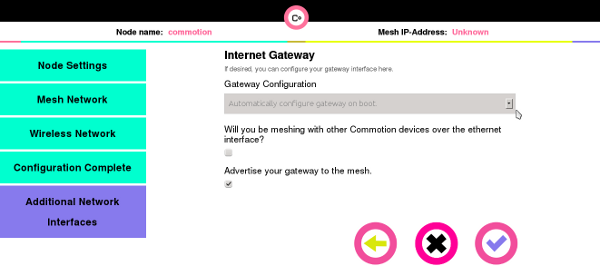 C•
Node name: commotion
Mesh IP-Address: Unknown
Node Settings
Mesh Network
Wireless Network
Configuration Complete
Additional Network
Interfaces
Internet Gateway
If desired, you can configure your gateway interface here.
Gateway Configuration
Automatically configure gateway on boot.
Will you be meshing with other Commotion devices over the ethernet
interface?
Advertise your gateway to the mesh.